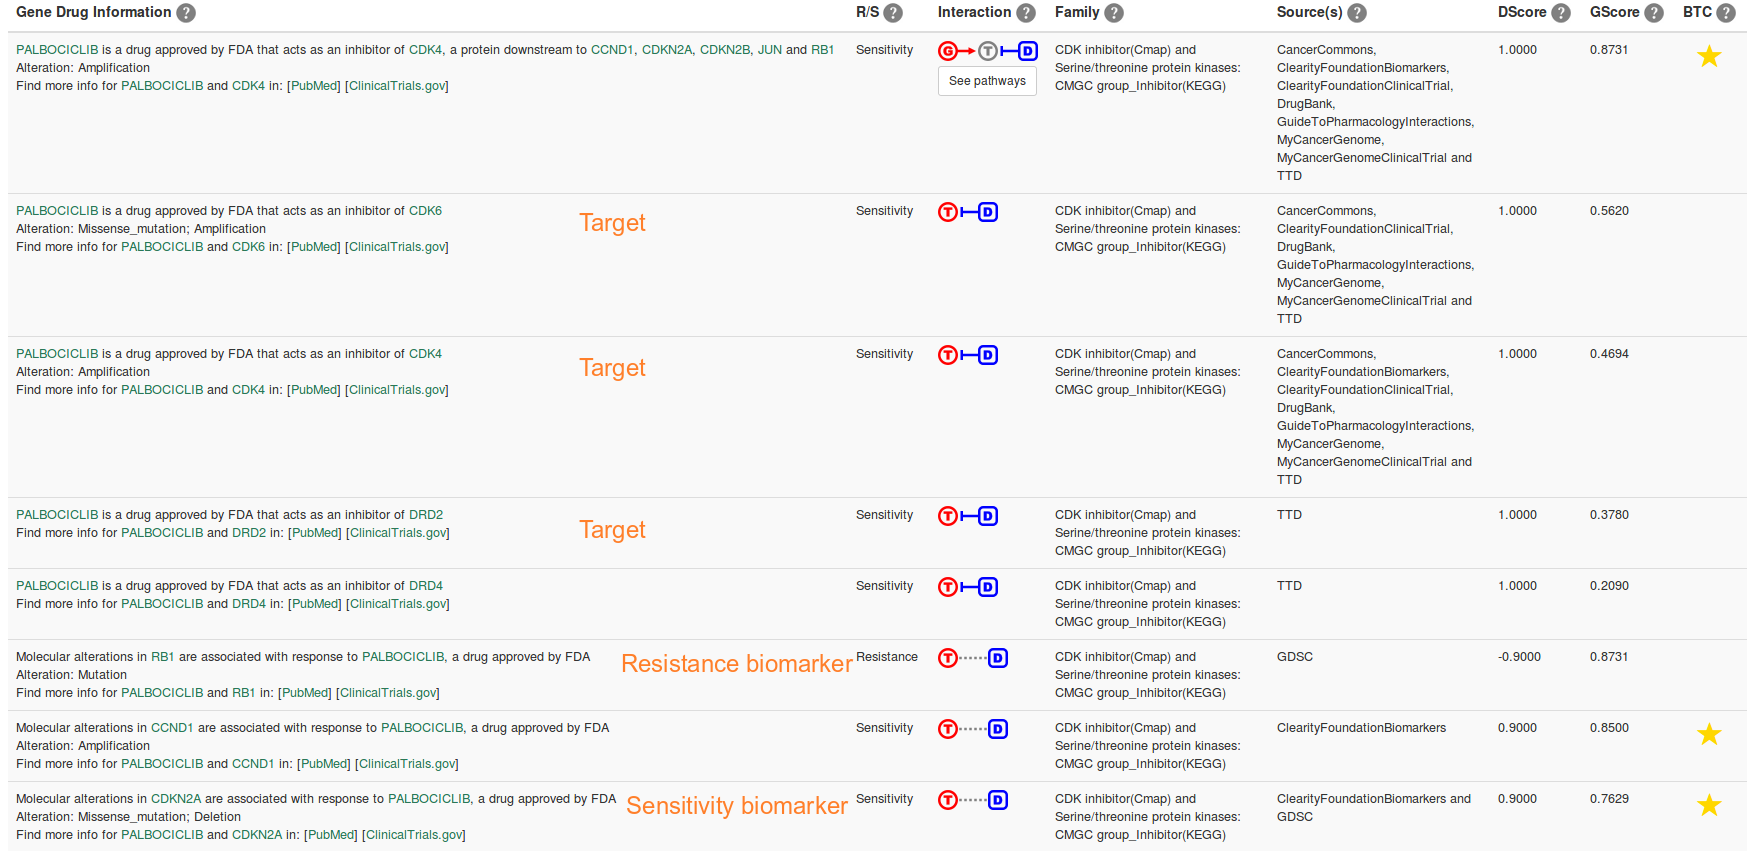 Gene Drug Information ? R/S ? Interaction ? Family ? Source(s) ? DScore ? GScore ? BTC ?
PALBOCICLIB is a drug approved by FDA that acts as an inhibitor of CDK4, a protein downstream to CCND1, CDKN2A, CDKN2B, JUN and RB1
Alteration: Amplification
Find more info for PALBOCICLIB and CDK4 in: [PubMed] [ClinicalTrials.gov]
Sensitivity
G T D
See pathways
CDK inhibitor(Cmap) and
Serine/threonine protein kinases:
CMGC group_Inhibitor(KEGG)
CancerCommons,
ClearityFoundationBiomarkers,
ClearityFoundationClinicalTrial,
DrugBank,
GuideToPharmacologyInteractions,
MyCancerGenome,
MyCancerGenomeClinicalTrial and
TTD
1.0000
0.8731
PALBOCICLIB is a drug approved by FDA that acts as an inhibitor of CDK6
Alteration: Missense_mutation; Amplification
Find more info for PALBOCICLIB and CDK6 in: [PubMed] [ClinicalTrials.gov]
Target
Sensitivity
T D
CDK inhibitor(Cmap) and
Serine/threonine protein kinases:
CMGC group_Inhibitor(KEGG)
CancerCommons,
ClearityFoundationClinicalTrial,
DrugBank,
GuideToPharmacologyInteractions,
MyCancerGenome,
MyCancerGenomeClinicalTrial and
TTD
1.0000
0.5620
PALBOCICLIB is a drug approved by FDA that acts as an inhibitor of CDK4
Alteration: Amplification
Find more info for PALBOCICLIB and CDK4 in: [PubMed] [ClinicalTrials.gov]
Target
Sensitivity
T D
CDK inhibitor(Cmap) and
Serine/threonine protein kinases:
CMGC group_Inhibitor(KEGG)
CancerCommons,
ClearityFoundationBiomarkers,
ClearityFoundationClinicalTrial,
DrugBank,
GuideToPharmacologyInteractions,
MyCancerGenome,
MyCancerGenomeClinicalTrial and
TTD
1.0000
0.4694
PALBOCICLIB is a drug approved by FDA that acts as an inhibitor of DRD2
Find more info for PALBOCICLIB and DRD2 in: [PubMed] [ClinicalTrials.gov]
Target
Sensitivity
T D
CDK inhibitor(Cmap) and
Serine/threonine protein kinases:
CMGC group_Inhibitor(KEGG)
TTD
1.0000
0.3780
PALBOCICLIB is a drug approved by FDA that acts as an inhibitor of DRD4
Find more info for PALBOCICLIB and DRD4 in: [PubMed] [ClinicalTrials.gov]
Sensitivity
T D
CDK inhibitor(Cmap) and
Serine/threonine protein kinases:
CMGC group_Inhibitor(KEGG)
TTD
1.0000
0.2090
Molecular alterations in RB1 are associated with response to PALBOCICLIB, a drug approved by FDA
Alteration: Mutation
Find more info for PALBOCICLIB and RB1 in: [PubMed] [ClinicalTrials.gov]
Resistance biomarker
Resistance
T D
CDK inhibitor(Cmap) and
Serine/threonine protein kinases:
CMGC group_Inhibitor(KEGG)
GDSC
-0.9000
0.8731
Molecular alterations in CCND1 are associated with response to PALBOCICLIB, a drug approved by FDA
Alteration: Amplification
Find more info for PALBOCICLIB and CCND1 in: [PubMed] [ClinicalTrials.gov]
Sensitivity
T D
CDK inhibitor(Cmap) and
Serine/threonine protein kinases:
CMGC group_Inhibitor(KEGG)
ClearityFoundationBiomarkers
0.9000
0.8500
Molecular alterations in CDKN2A are associated with response to PALBOCICLIB, a drug approved by FDA
Alteration: Missense_mutation; Deletion
Find more info for PALBOCICLIB and CDKN2A in: [PubMed] [ClinicalTrials.gov]
Sensitivity biomarker
Sensitivity
T D
CDK inhibitor(Cmap) and
Serine/threonine protein kinases:
CMGC group_Inhibitor(KEGG)
ClearityFoundationBiomarkers and
GDSC
0.9000
0.7629